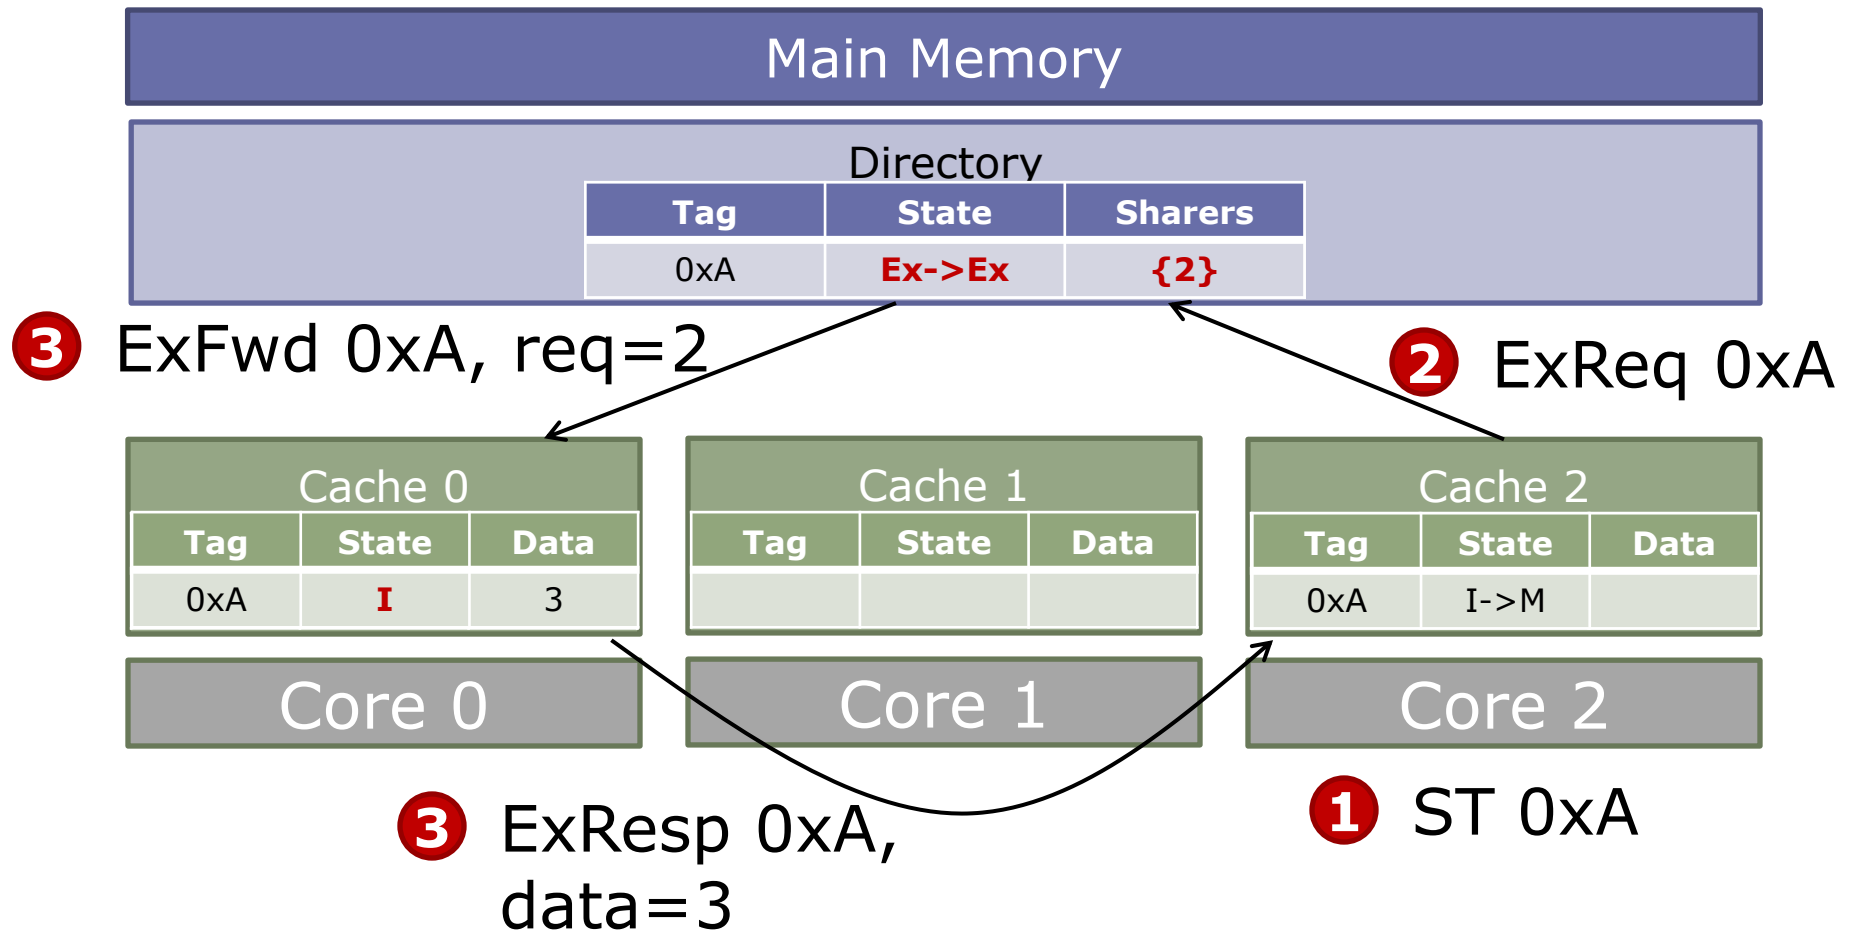 Main Memory
Directory
Tag State Sharers
0xA Ex->Ex {2}
3 ExFwd 0xA, req=2
2 ExReq 0xA
Cache 0
Tag State Data
0xA I 3
Cache 1
Tag State Data
Cache 2
Tag State Data
0xA I->M
Core 0
Core 1
Core 2
3 ExResp 0xA,
data=3
1 ST 0xA